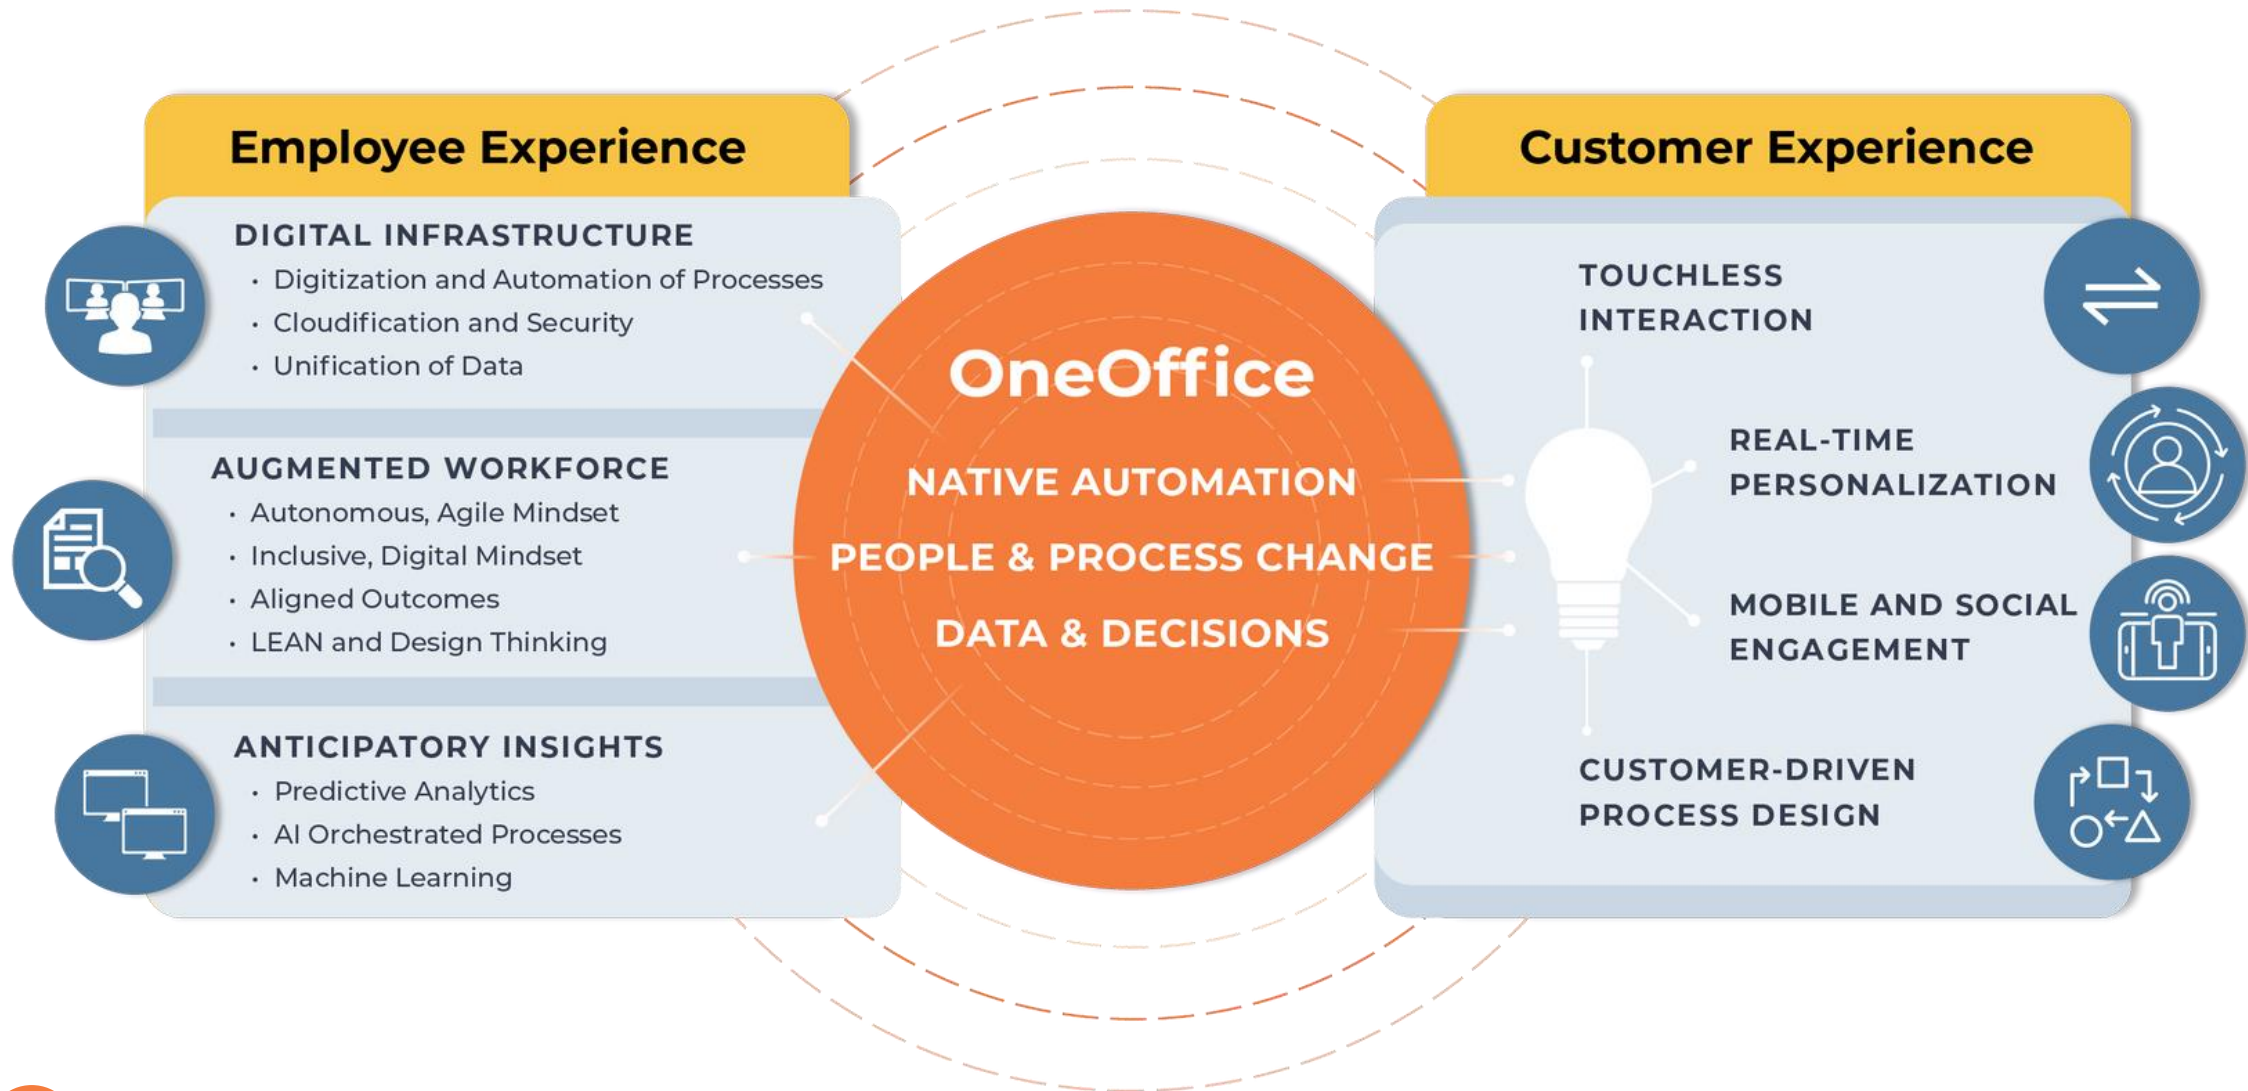 Employee Experience
DIGITAL INFRASTRUCTURE
• Digitization and Automation of Processes
• Cloudification and Security
• Unification of Data
AUGMENTED WORKFORCE
• Autonomous, Agile Mindset
• Inclusive, Digital Mindset
• Aligned Outcomes
• LEAN and Design Thinking
ANTICIPATORY INSIGHTS
• Predictive Analytics
• AI Orchestrated Processes
• Machine Learning
OneOffice
NATIVE AUTOMATION
PEOPLE & PROCESS CHANGE
DATA & DECISIONS
Customer Experience
TOUCHLESS
INTERACTION
REAL-TIME
PERSONALIZATION
MOBILE AND SOCIAL
ENGAGEMENT
CUSTOMER-DRIVEN
PROCESS DESIGN